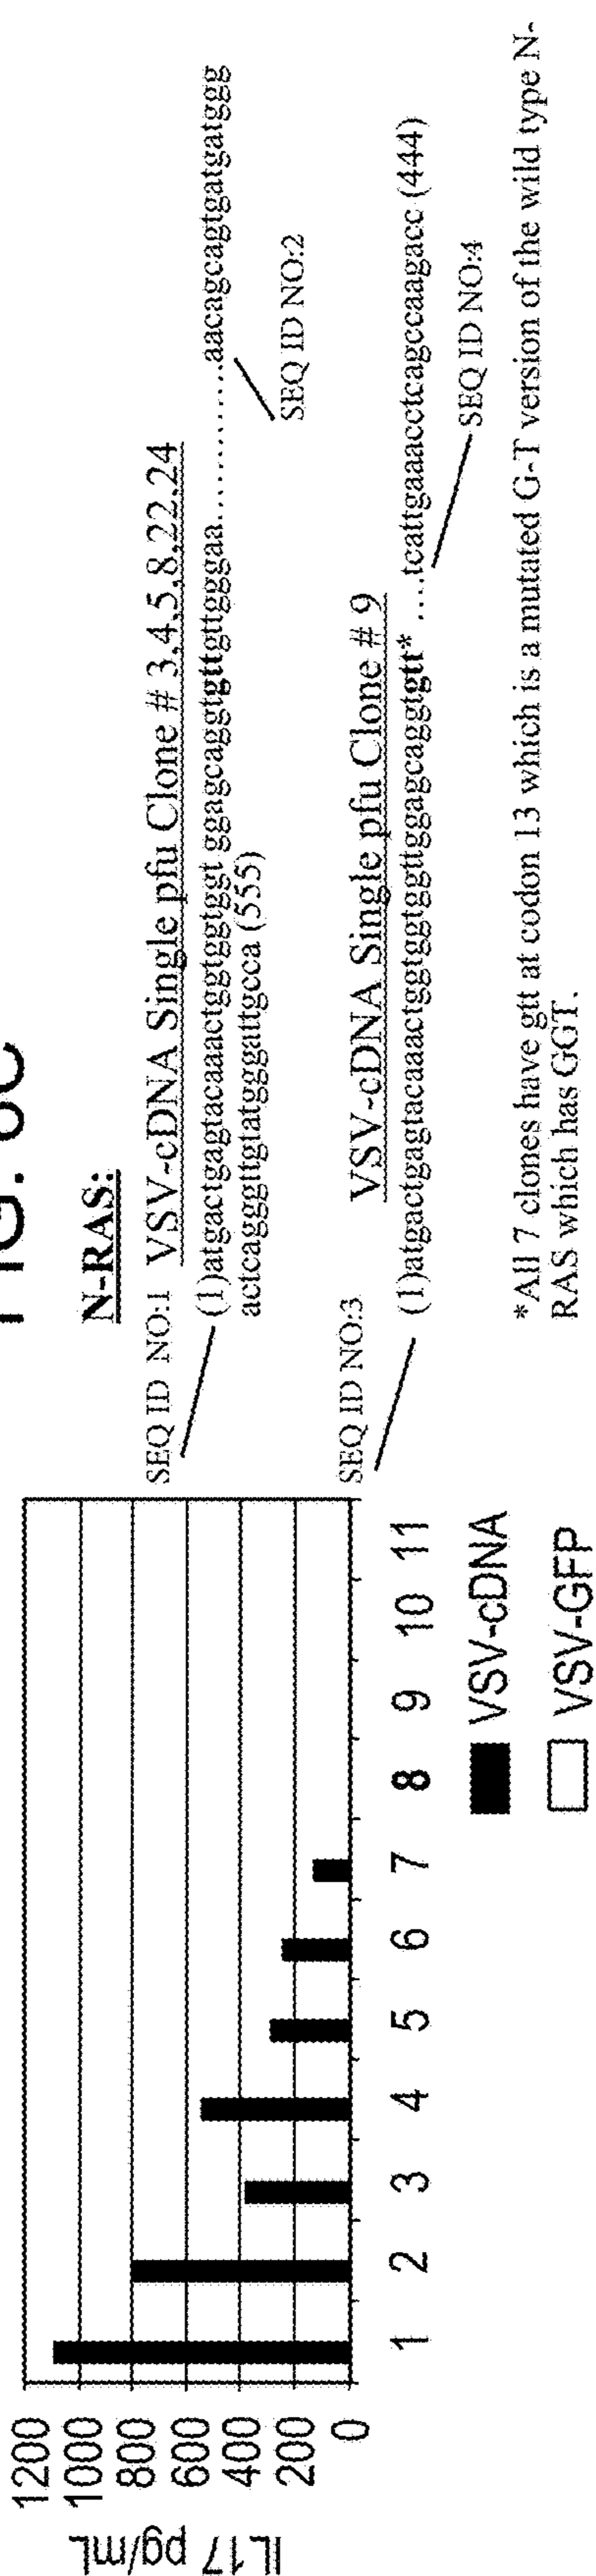 1200
1000
800
600
400
200
0
IL17 pg/mL
1 2 3 4 5 6 7 8 9 10 11
VSV-cDNA
VSV-GFP
N-RAS:
SEQ ID NO:1 VSV-cDNA Single pfu Clone # 3,4,5,8,22,24
(1)atgactgagtacaaactggtggtggt ggagcaggtgttgttgggaa..........aacagcagtgatgatggg
actcagggttgtatgggattgcca (555)
SEQ ID NO:2
SEQ ID NO:3
VSV-cDNA Single pfu Clone # 9
(1)atgactgagtacaaactggtggtggttggagcaggtgtt* ....tcattgaaacctcagccaagacc (444)
SEQ ID NO:4
*All 7 clones have gtt at codon 13 which is a mutated G-T version of the wild type N-
RAS which has GGT.